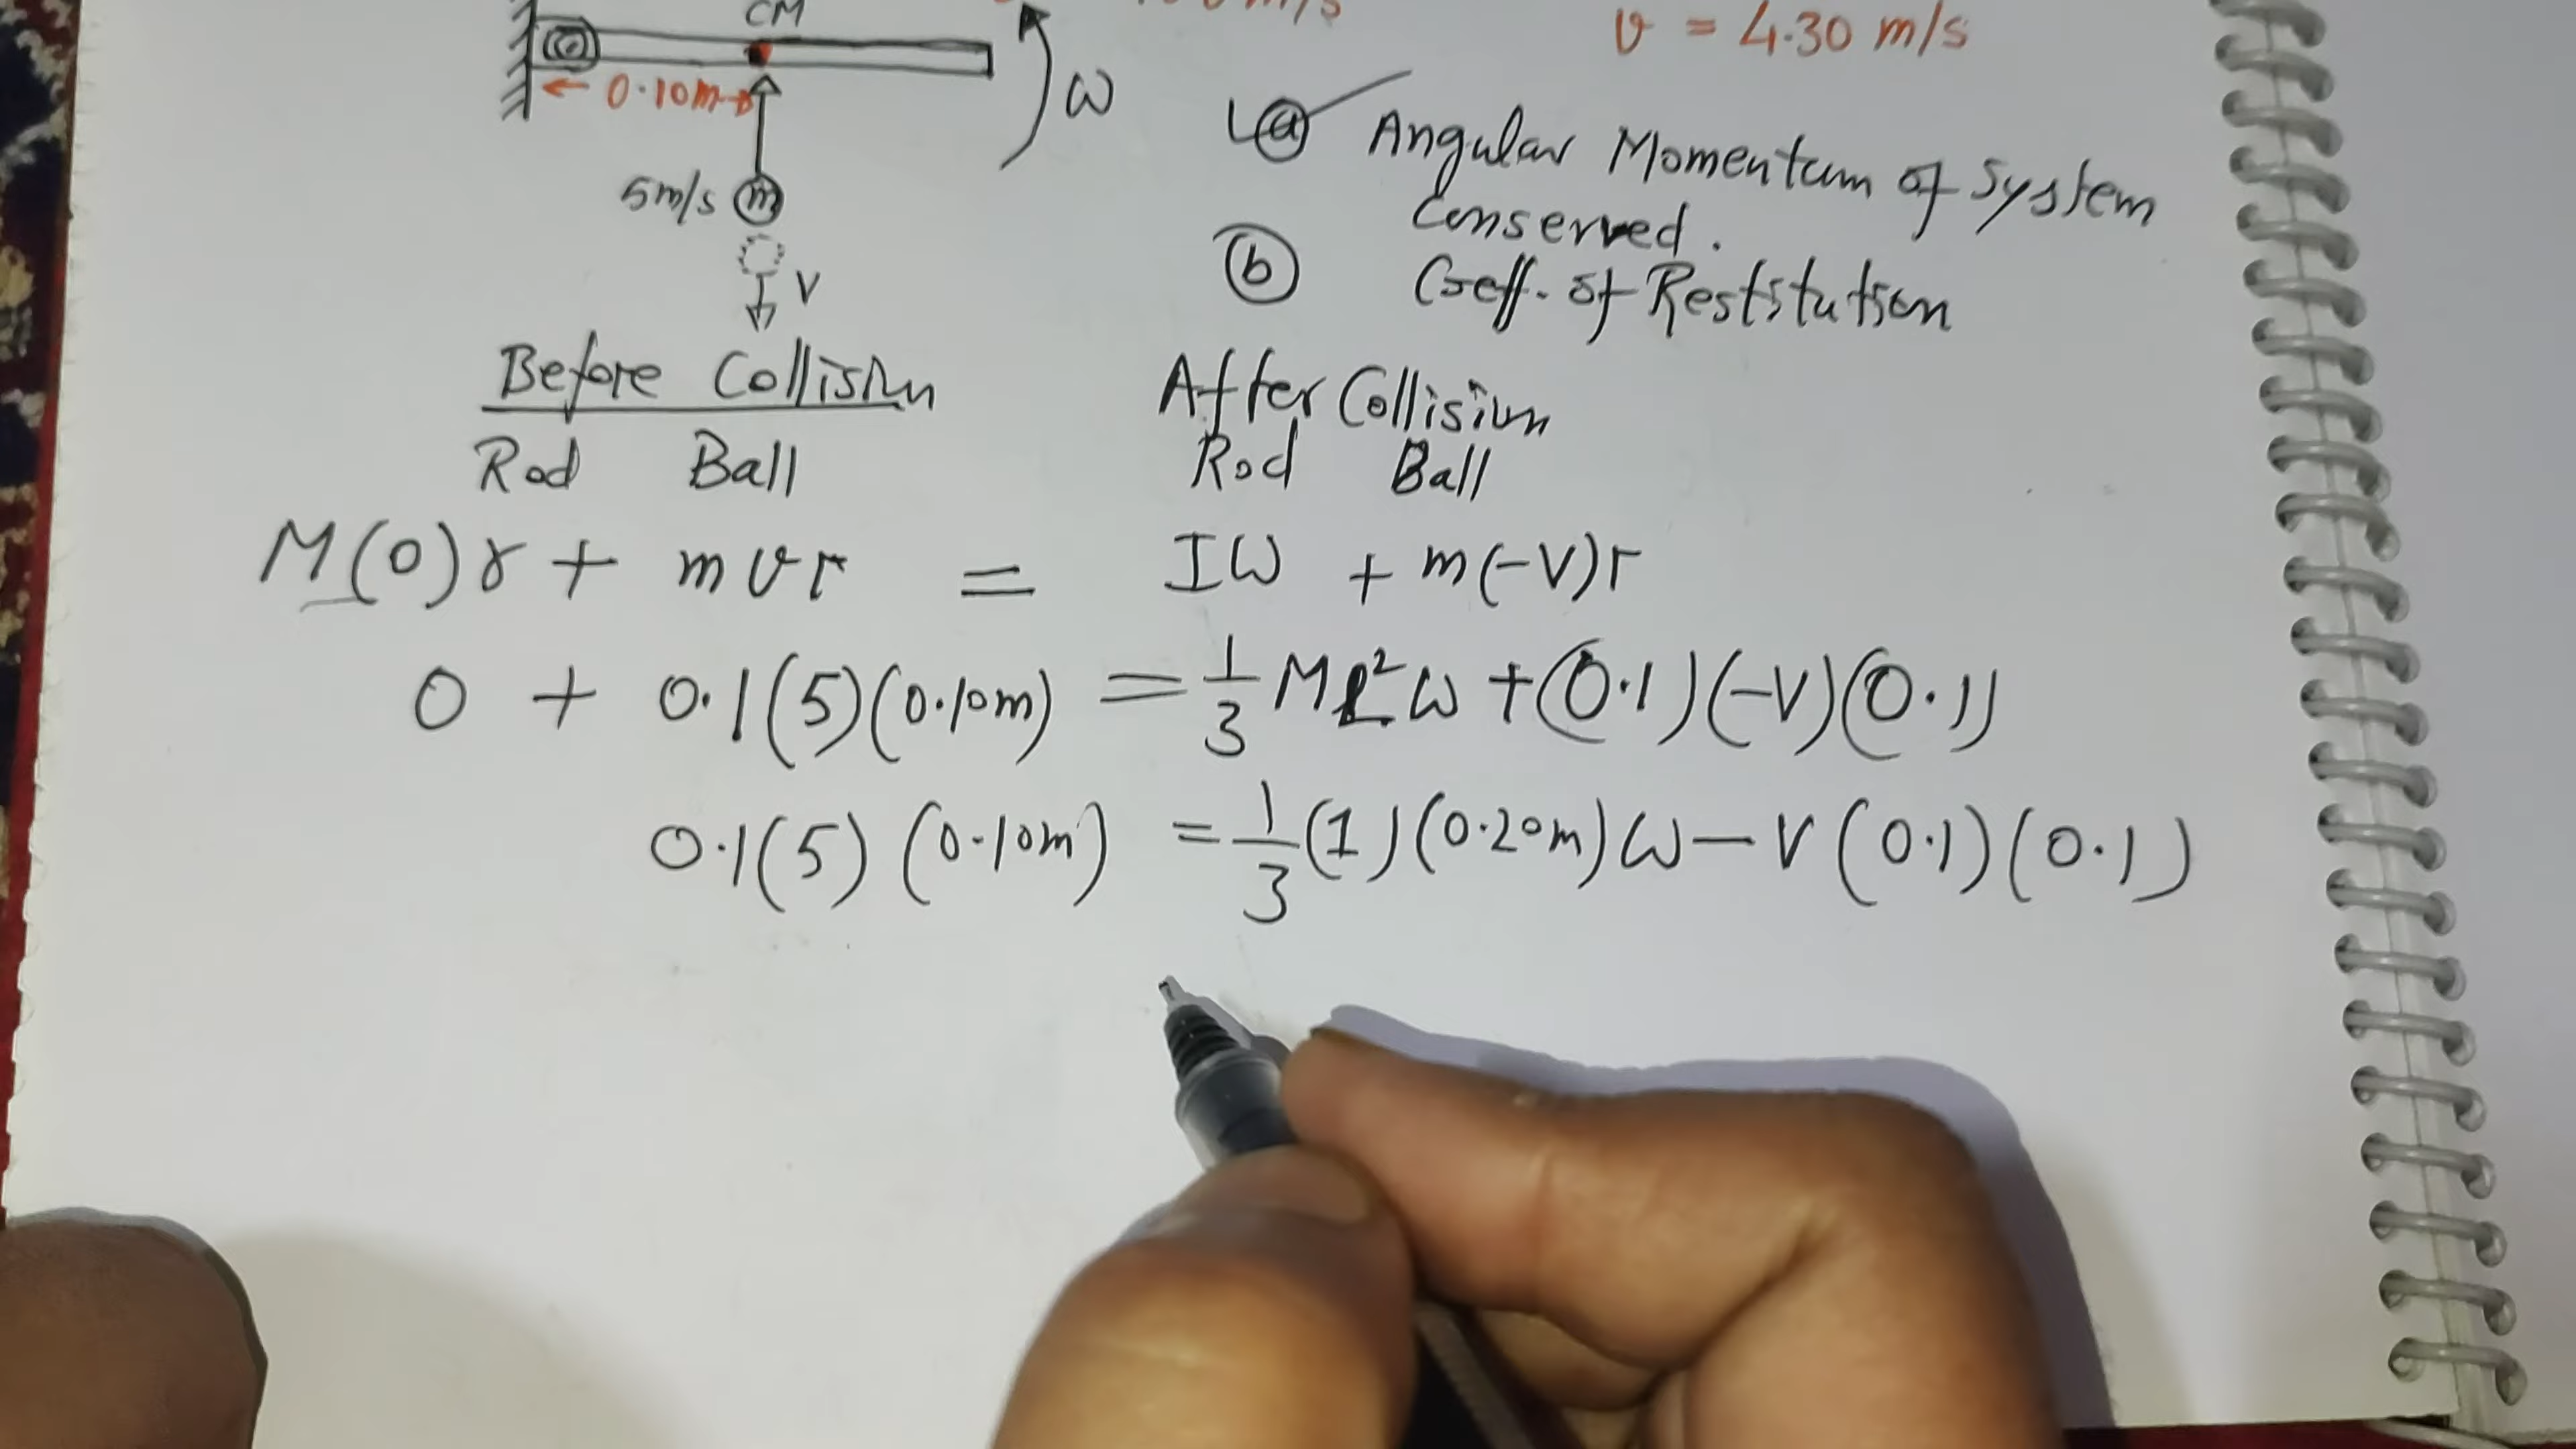 CM
m/s
v = 4.30 m/s
← 0.10m →
ω
5m/s m
V
a Angular Momentum of System
Conserved.
b Coeff. of Reststutson
Before Collision
After Collision
Rod Ball
Rod Ball
M(0)r + mvr = Iω + m(-V)r
0 + 0.1(5)(0.10m) = 1/3 ML²ω + (0.1)(-V)(0.1)
0.1(5)(0.10m) = 1/3 (1)(0.20m)ω - V(0.1)(0.1)